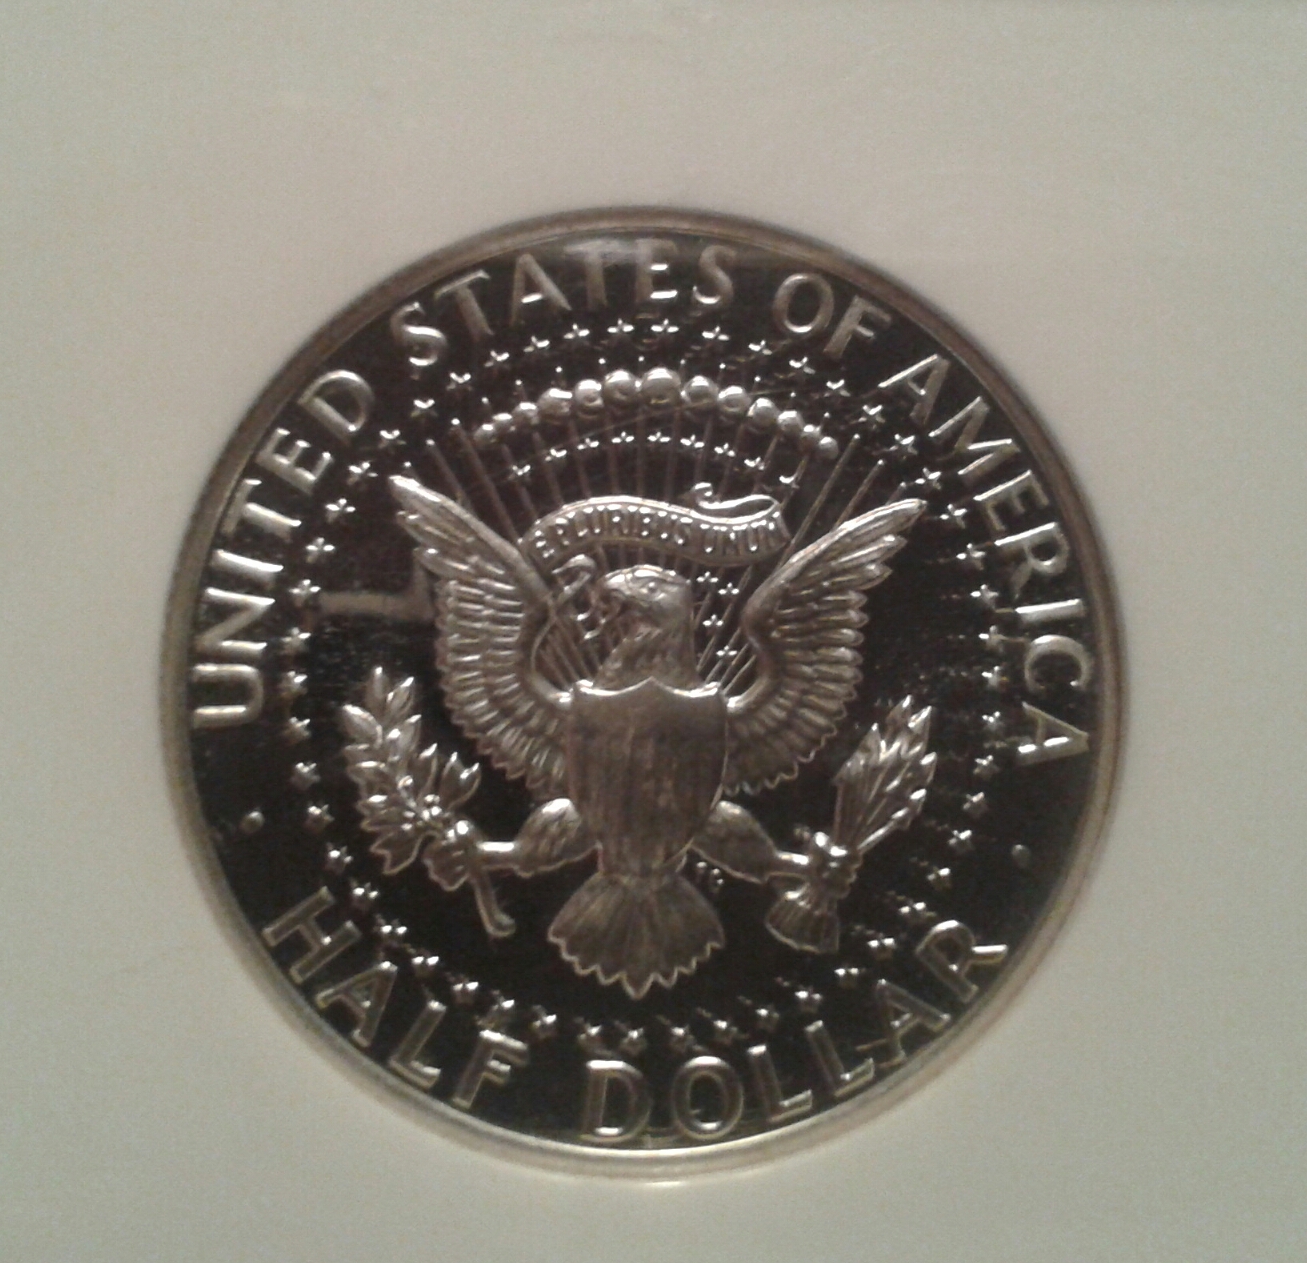 UNITED STATES OF AMERICA
E PLURIBUS UNUM
HALF DOLLAR